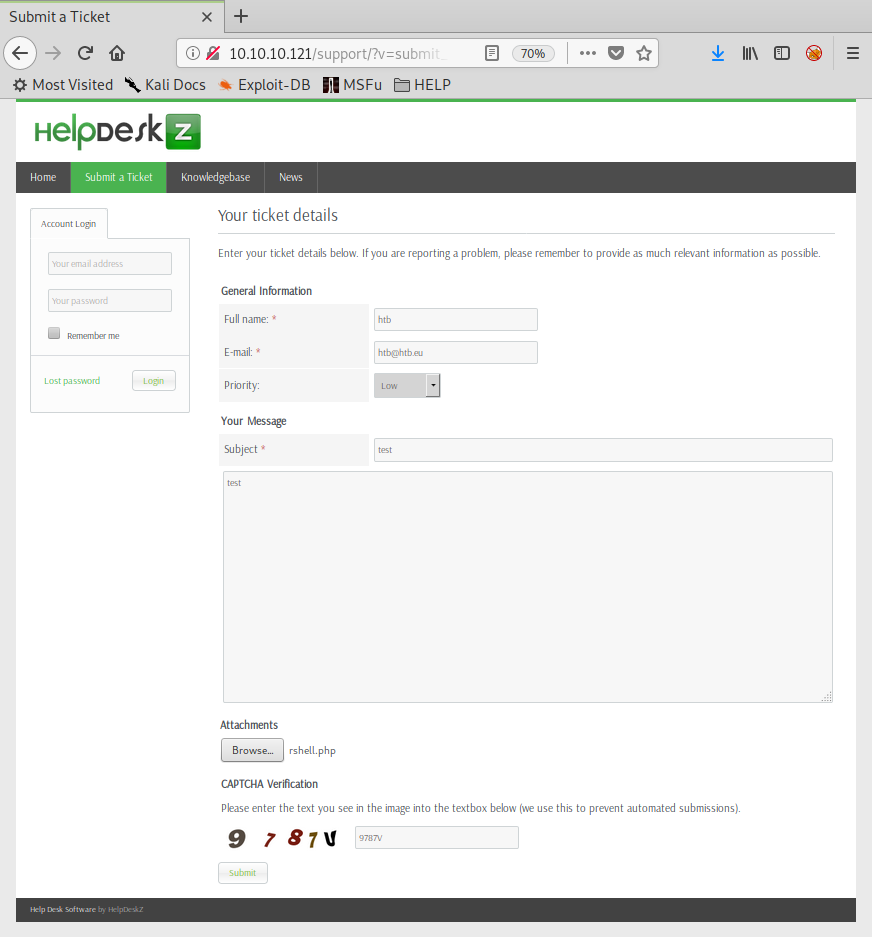 Submit a Ticket
10.10.10.121/support/?v=submit_
70%
Most Visited Kali Docs Exploit-DB MSFu HELP
HelpDesk Z
Home Submit a Ticket Knowledgebase News
Account Login
Your email address
Your password
Remember me
Lost password Login
Your ticket details
Enter your ticket details below. If you are reporting a problem, please remember to provide as much relevant information as possible.
General Information
Full name: * htb
E-mail: * htb@htb.eu
Priority: Low
Your Message
Subject * test
test
Attachments
Browse... rshell.php
CAPTCHA Verification
Please enter the text you see in the image into the textbox below (we use this to prevent automated submissions).
9 7 8 7 V 9787V
Submit
Help Desk Software by HelpDeskZ